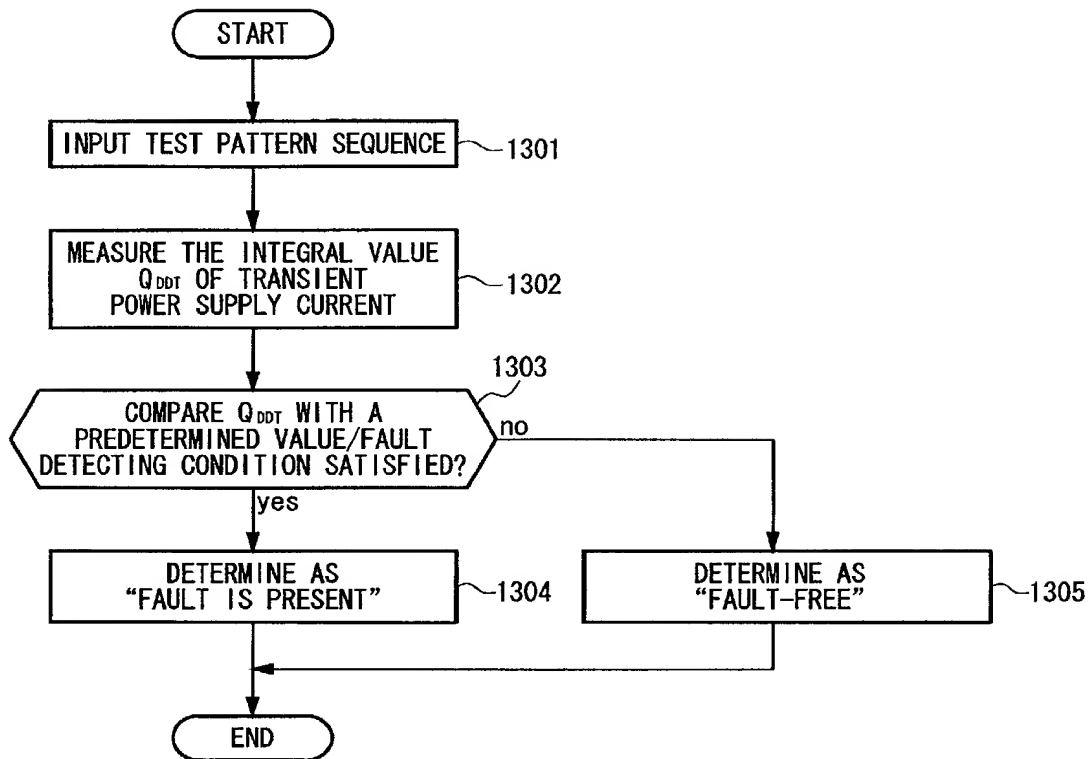 START
INPUT TEST PATTERN SEQUENCE
1301
MEASURE THE INTEGRAL VALUE
QDDT OF TRANSIENT
POWER SUPPLY CURRENT
1302
1303
COMPARE QDDT WITH A
PREDETERMINED VALUE/FAULT
DETECTING CONDITION SATISFIED?
no
yes
DETERMINE AS
“FAULT IS PRESENT”
1304
DETERMINE AS
“FAULT-FREE”
1305
END